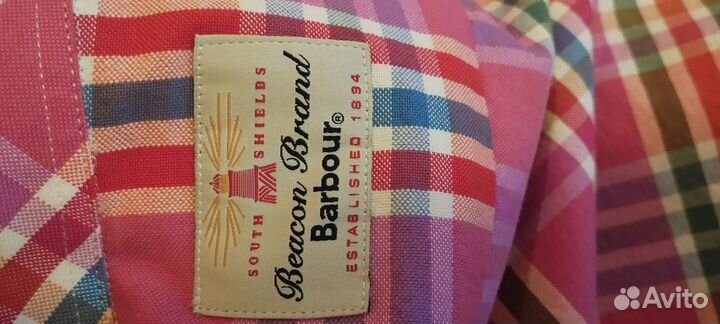 SOUTH SHIELDS
Beacon Brand
Barbour®
ESTABLISHED 1894
Avito